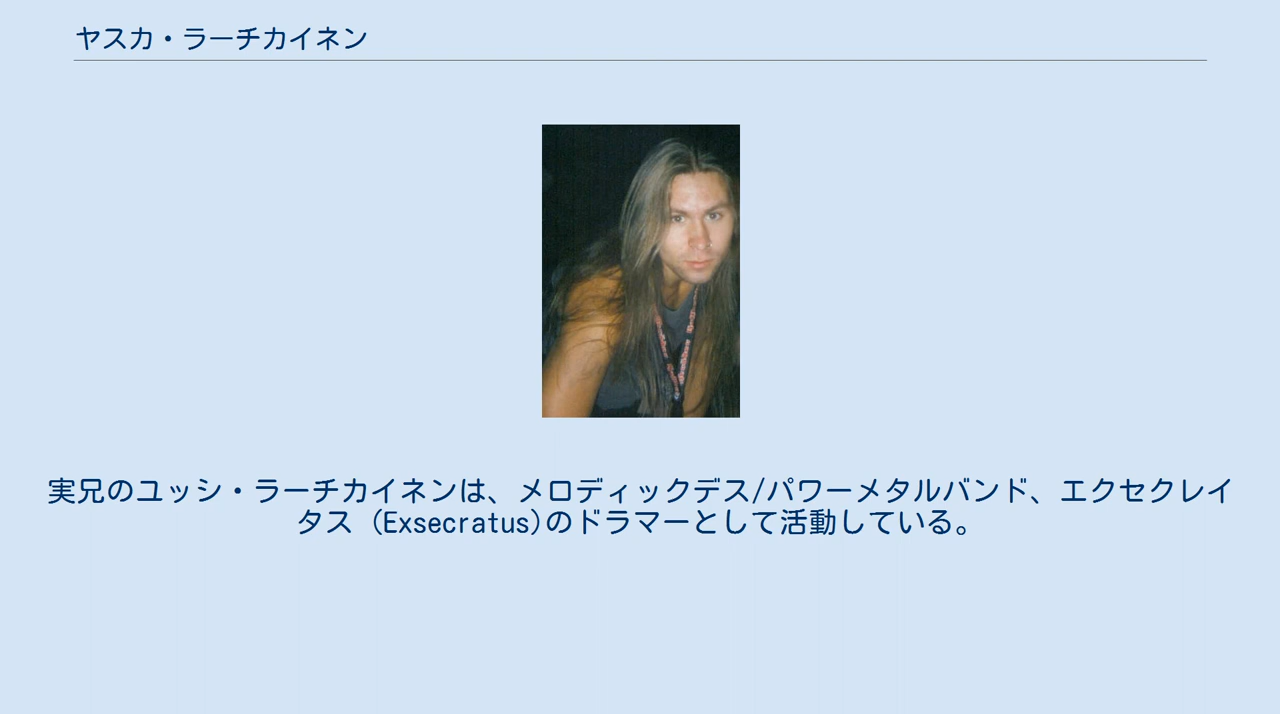 ヤスカ・ラーチカイネン
実兄のユッシ・ラーチカイネンは、メロディックデス/パワーメタルバンド、エクセクレイ
タス (Exsecratus)のドラマーとして活動している。